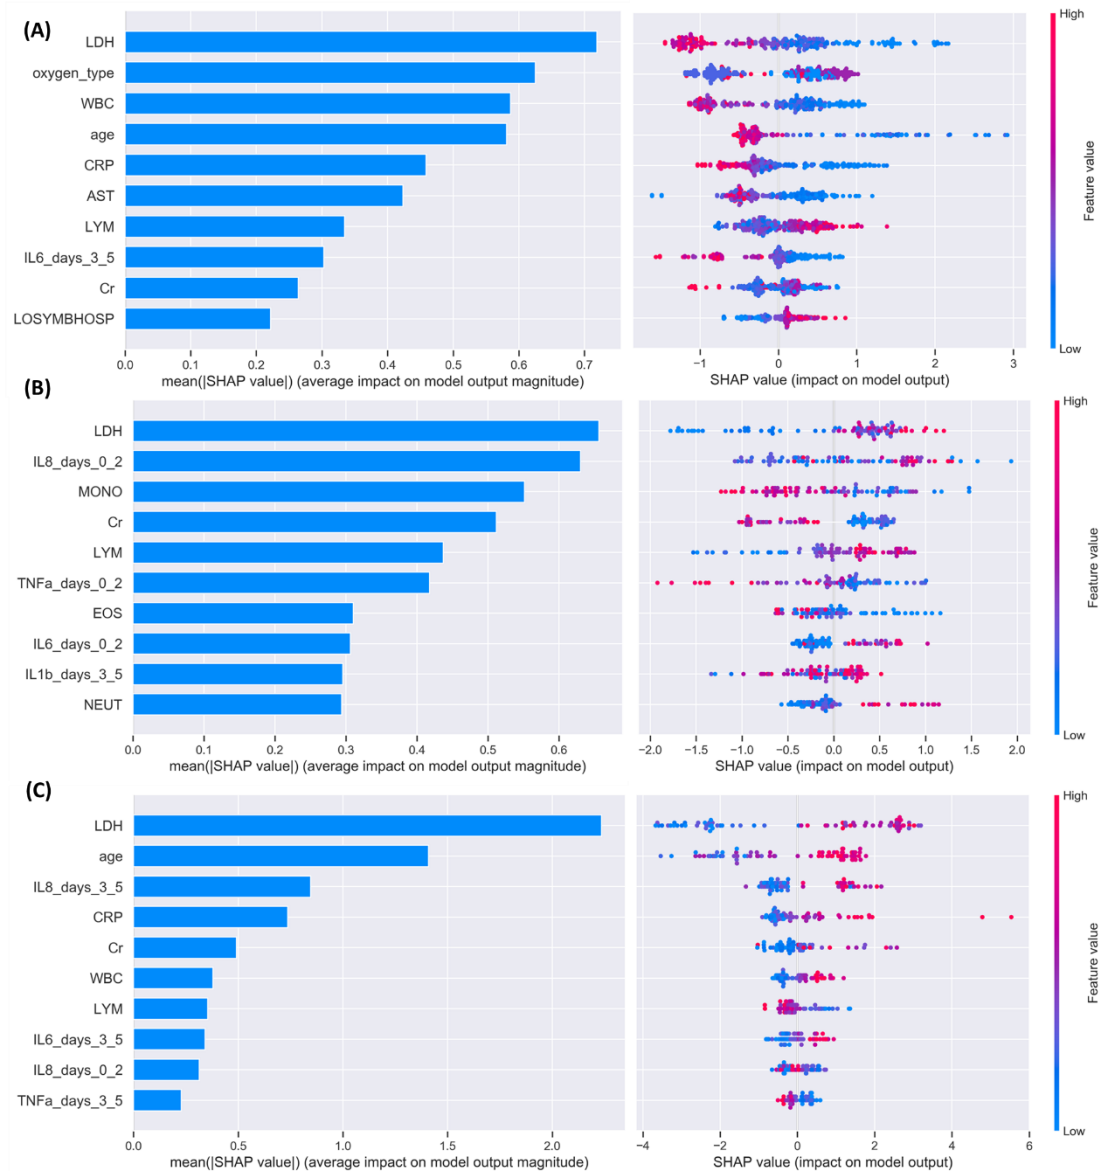 (A)
High
LDH
oxygen_type
WBC
age
CRP
AST
LYM
IL6_days_3_5
Cr
LOSYMBHOSP
Feature value
Low
0.0 0.1 0.2 0.3 0.4 0.5 0.6 0.7
−1 0 1 2 3
mean(|SHAP value|) (average impact on model output magnitude)
SHAP value (impact on model output)
(B)
High
LDH
IL8_days_0_2
MONO
Cr
LYM
TNFa_days_0_2
EOS
IL6_days_0_2
IL1b_days_3_5
NEUT
Feature value
Low
0.0 0.1 0.2 0.3 0.4 0.5 0.6
−2.0 −1.5 −1.0 −0.5 0.0 0.5 1.0 1.5 2.0
mean(|SHAP value|) (average impact on model output magnitude)
SHAP value (impact on model output)
(C)
High
LDH
age
IL8_days_3_5
CRP
Cr
WBC
LYM
IL6_days_3_5
IL8_days_0_2
TNFa_days_3_5
Feature value
Low
0.0 0.5 1.0 1.5 2.0
−4 −2 0 2 4 6
mean(|SHAP value|) (average impact on model output magnitude)
SHAP value (impact on model output)